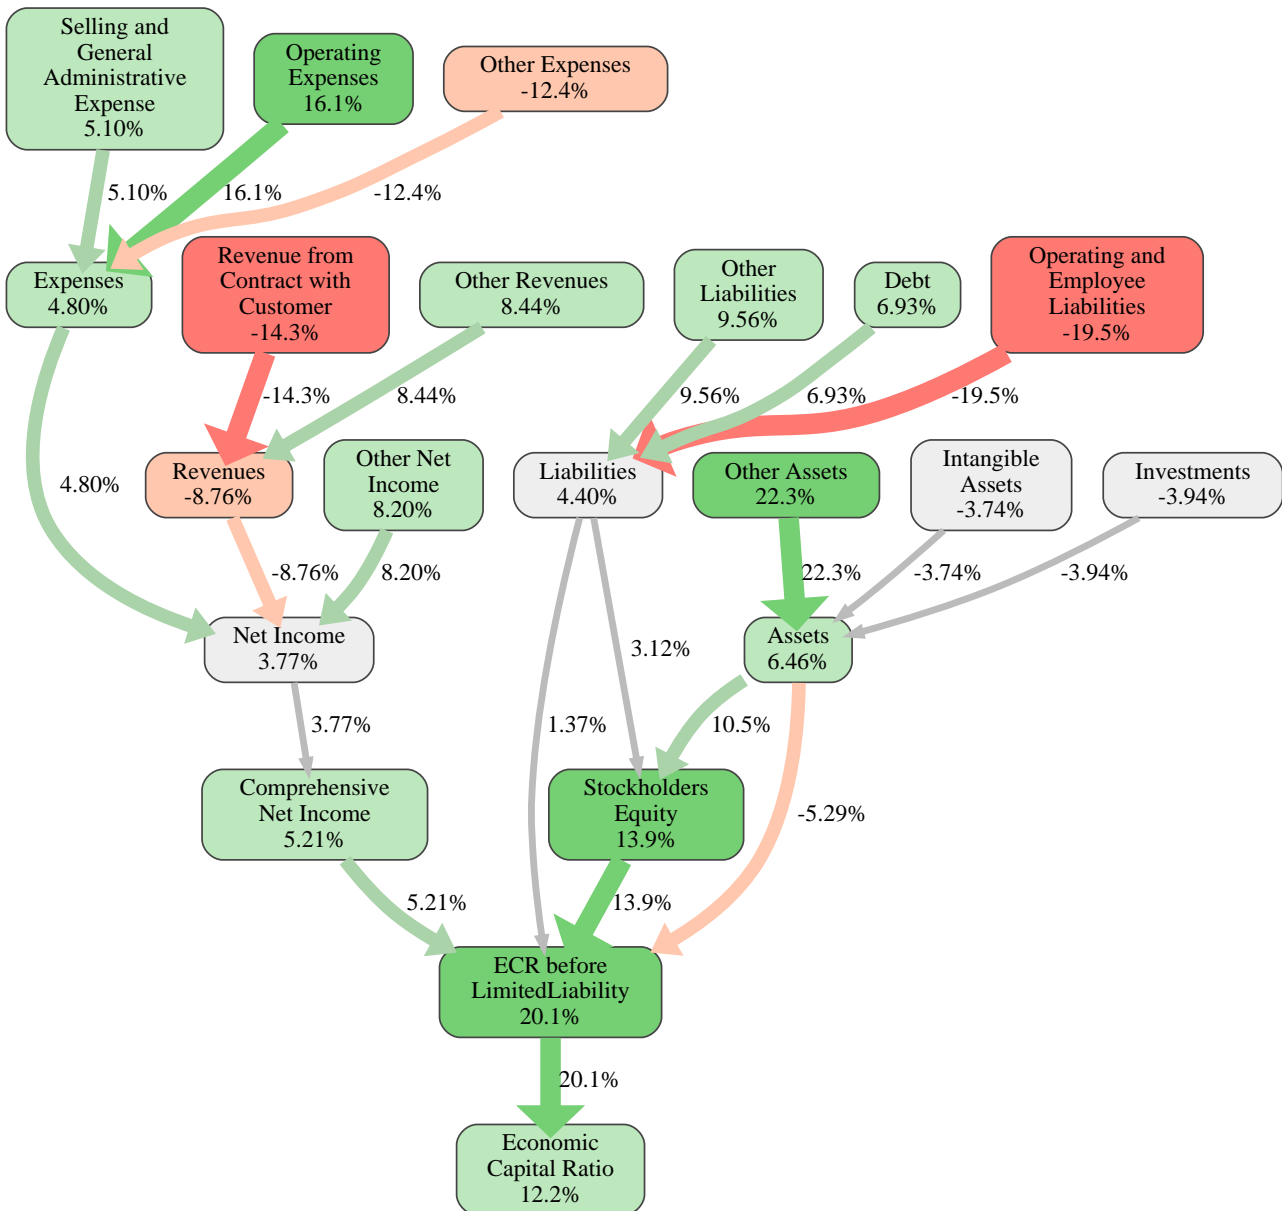 Selling and
General
Administrative
Expense
5.10%
Operating
Expenses
16.1%
Other Expenses
-12.4%
5.10%
16.1%
-12.4%
Expenses
4.80%
Revenue from
Contract with
Customer
-14.3%
Other Revenues
8.44%
Other
Liabilities
9.56%
Debt
6.93%
Operating and
Employee
Liabilities
-19.5%
-14.3%
8.44%
9.56%
6.93%
-19.5%
4.80%
Revenues
-8.76%
Other Net
Income
8.20%
Liabilities
4.40%
Other Assets
22.3%
Intangible
Assets
-3.74%
Investments
-3.94%
-8.76%
8.20%
22.3%
-3.74%
-3.94%
Net Income
3.77%
3.12%
Assets
6.46%
3.77%
1.37%
10.5%
Comprehensive
Net Income
5.21%
Stockholders
Equity
13.9%
-5.29%
5.21%
13.9%
ECR before
LimitedLiability
20.1%
20.1%
Economic
Capital Ratio
12.2%